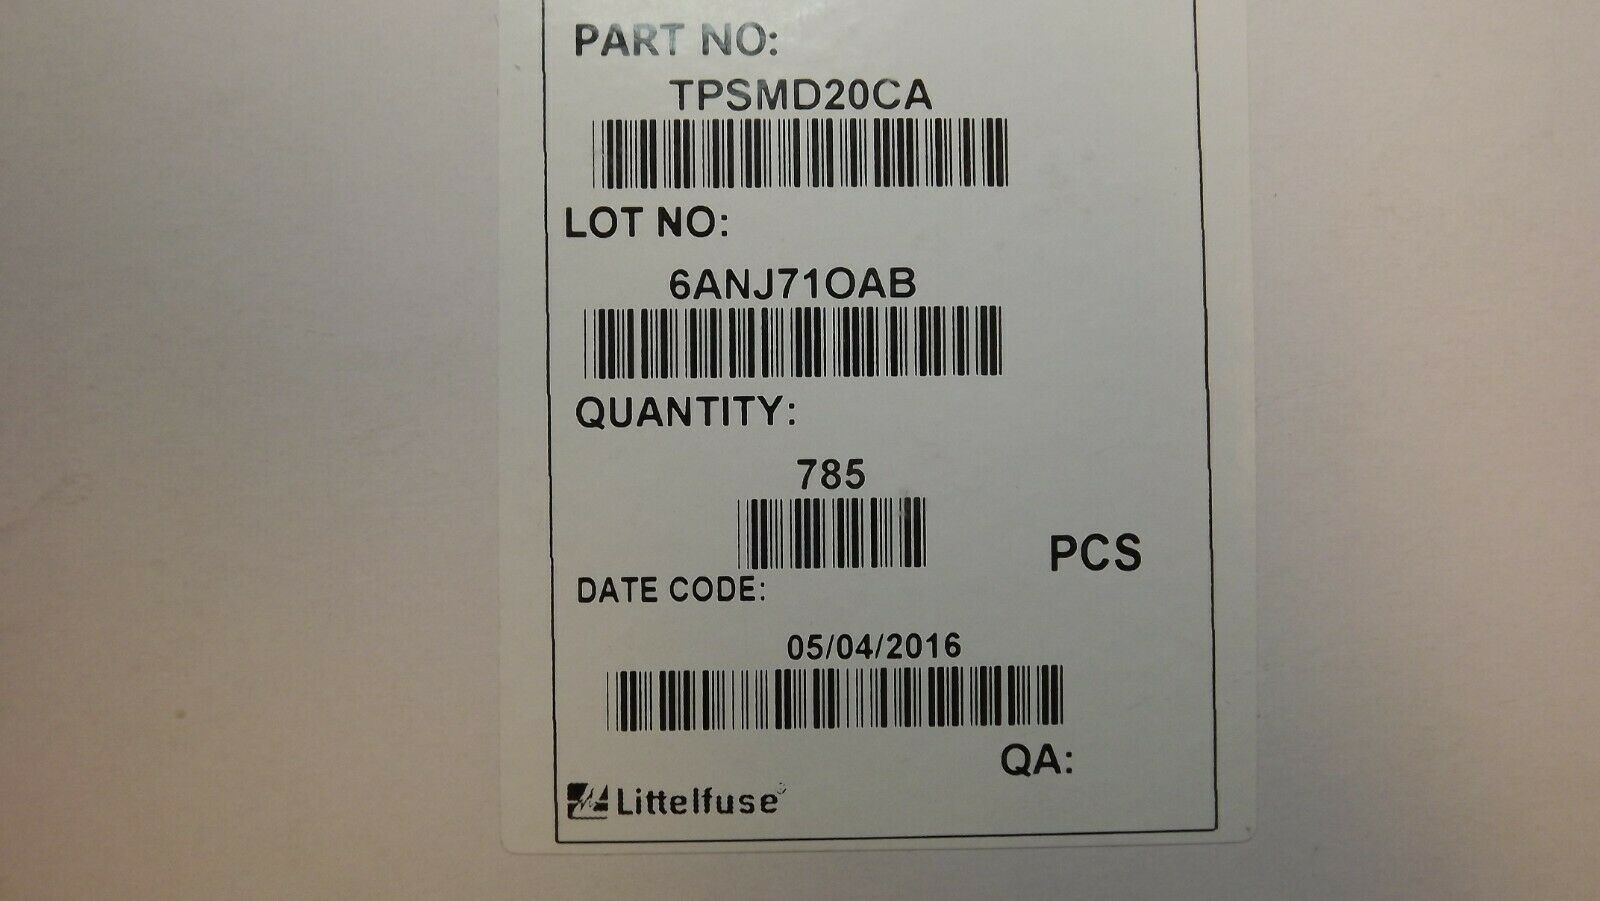 PART NO:
TPSMD20CA
LOT NO:
6ANJ71OAB
QUANTITY:
785
PCS
DATE CODE:
05/04/2016
QA:
Littelfuse®